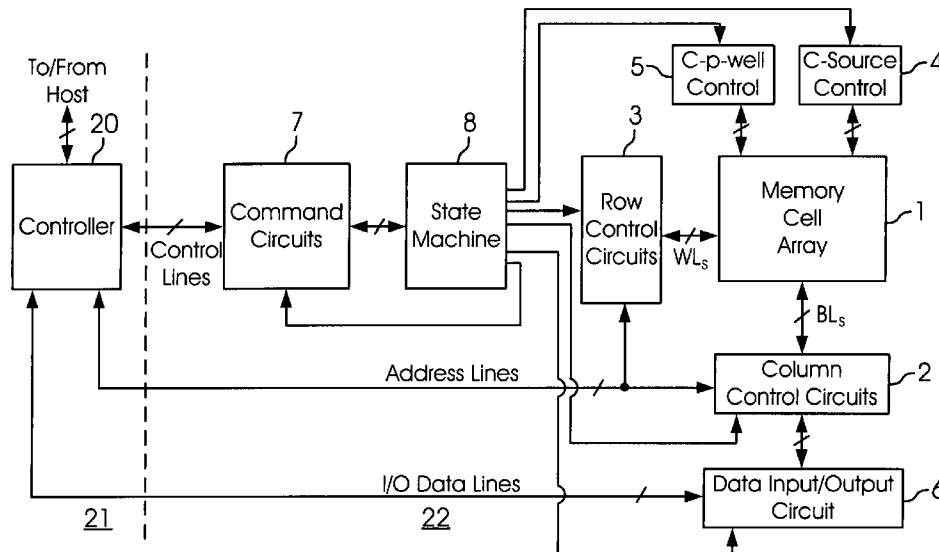 To/From
Host
20
Controller
Control
Lines
7
Command
Circuits
8
State
Machine
3
Row
Control
Circuits
WLs
5
C-p-well
Control
C-Source
Control
4
Memory
Cell
Array
1
BLs
Address Lines
Column
Control Circuits
2
I/O Data Lines
Data Input/Output
Circuit
6
21
22